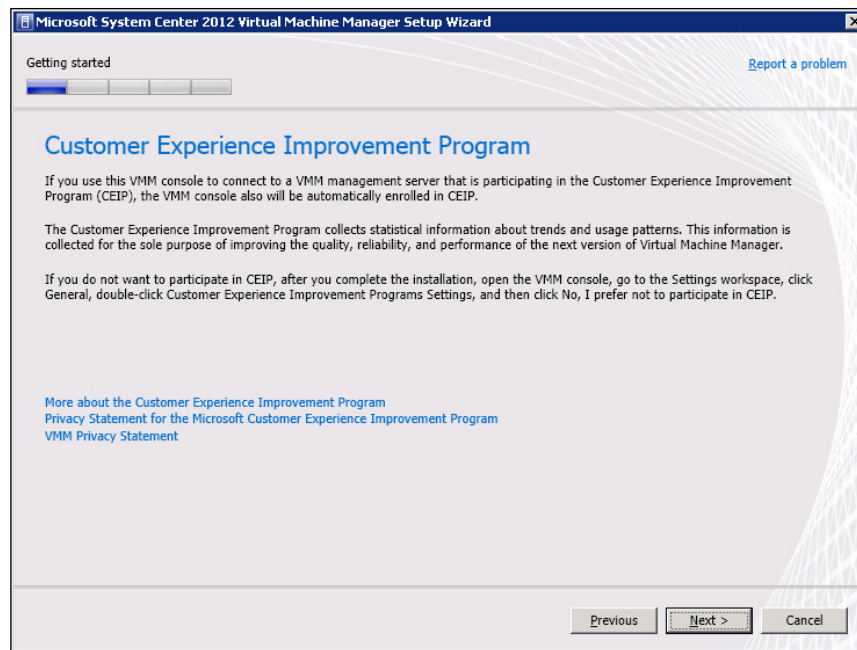 Microsoft System Center 2012 Virtual Machine Manager Setup Wizard
Getting started
Report a problem
Customer Experience Improvement Program
If you use this VMM console to connect to a VMM management server that is participating in the Customer Experience Improvement
Program (CEIP), the VMM console also will be automatically enrolled in CEIP.
The Customer Experience Improvement Program collects statistical information about trends and usage patterns. This information is
collected for the sole purpose of improving the quality, reliability, and performance of the next version of Virtual Machine Manager.
If you do not want to participate in CEIP, after you complete the installation, open the VMM console, go to the Settings workspace, click
General, double-click Customer Experience Improvement Programs Settings, and then click No, I prefer not to participate in CEIP.
More about the Customer Experience Improvement Program
Privacy Statement for the Microsoft Customer Experience Improvement Program
VMM Privacy Statement
Previous
Next >
Cancel